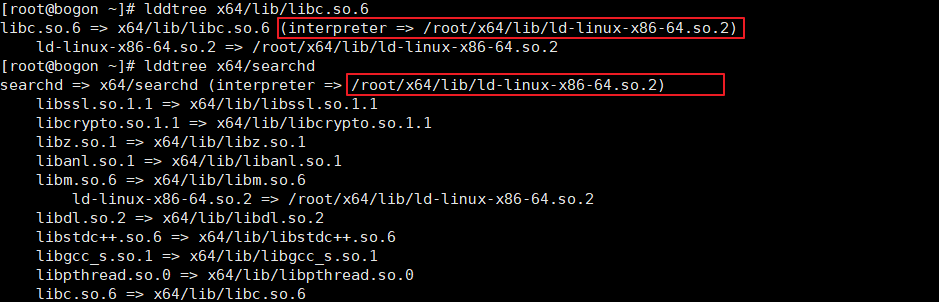 [root@bogon ~]# lddtree x64/lib/libc.so.6
libc.so.6 => x64/lib/libc.so.6 (interpreter => /root/x64/lib/ld-linux-x86-64.so.2)
    ld-linux-x86-64.so.2 => /root/x64/lib/ld-linux-x86-64.so.2
[root@bogon ~]# lddtree x64/searchd
searchd => x64/searchd (interpreter => /root/x64/lib/ld-linux-x86-64.so.2)
    libssl.so.1.1 => x64/lib/libssl.so.1.1
    libcrypto.so.1.1 => x64/lib/libcrypto.so.1.1
    libz.so.1 => x64/lib/libz.so.1
    libanl.so.1 => x64/lib/libanl.so.1
    libm.so.6 => x64/lib/libm.so.6
        ld-linux-x86-64.so.2 => /root/x64/lib/ld-linux-x86-64.so.2
    libdl.so.2 => x64/lib/libdl.so.2
    libstdc++.so.6 => x64/lib/libstdc++.so.6
    libgcc_s.so.1 => x64/lib/libgcc_s.so.1
    libpthread.so.0 => x64/lib/libpthread.so.0
    libc.so.6 => x64/lib/libc.so.6